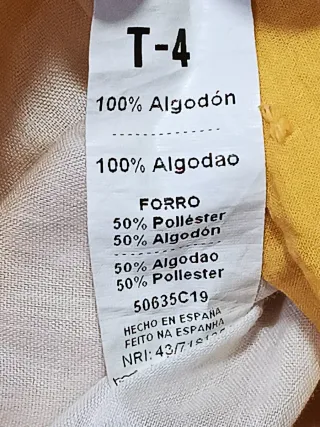 T-4
100% Algodón
100% Algodao
FORRO
50% Poliéster
50% Algodón
50% Algodao
50% Poliester
50635C19
HECHO EN ESPAÑA
FEITO NA ESPANHA
NRI: